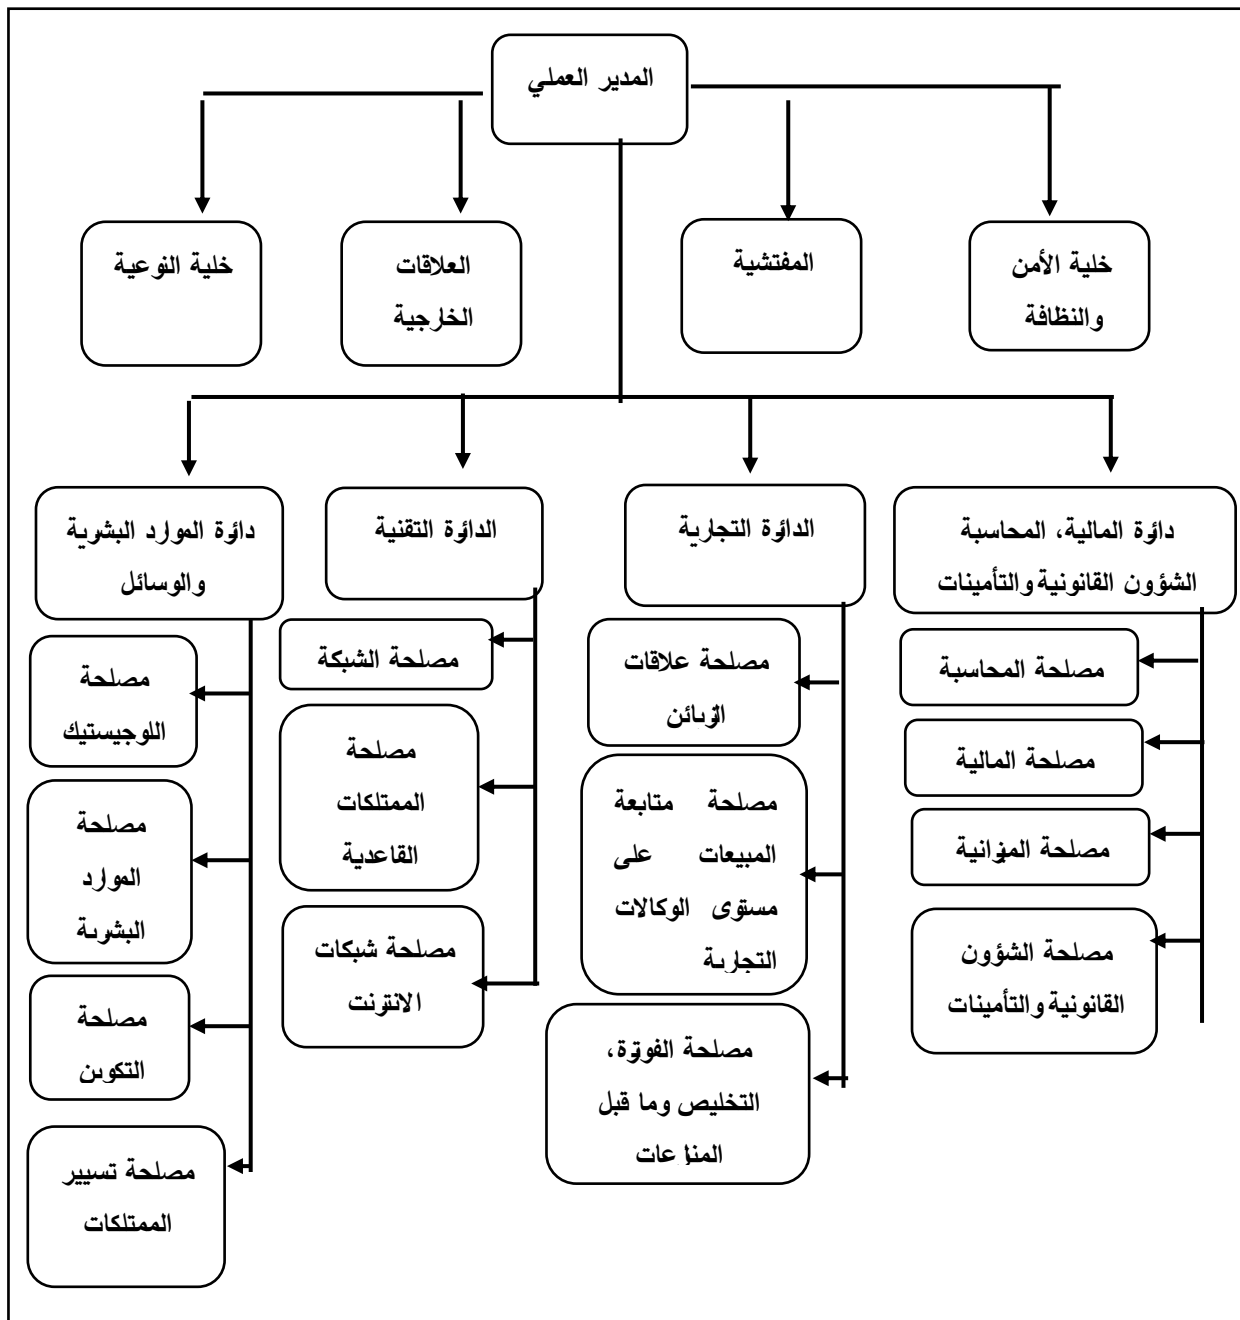 المدير العملي
خلية الأمن
والنظافة
المفتشية
العلاقات
الخارجية
خلية النوعية
دائرة المالية، المحاسبة
الشؤون القانونية والتأمينات
الدائرة التجارية
الدائرة التقنية
دائرة الموارد البشرية
والوسائل
مصلحة المحاسبة
مصلحة المالية
مصلحة الميزانية
مصلحة الشؤون
القانونية والتأمينات
مصلحة علاقات
الزبائن
مصلحة متابعة
المبيعات على
مستوى الوكالات
التجارية
مصلحة الفوترة،
التخليص وما قبل
المنازعات
مصلحة الشبكة
مصلحة
الممتلكات
القاعدية
مصلحة شبكات
الانترنت
مصلحة
اللوجيستيك
مصلحة
الموارد
البشرية
مصلحة
التكوين
مصلحة تسيير
الممتلكات